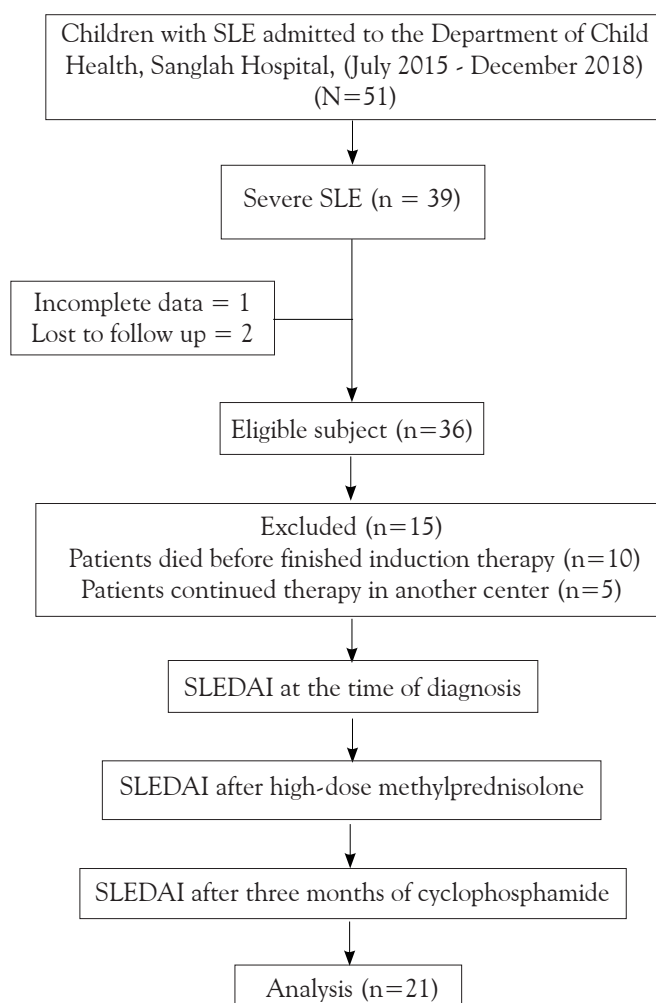 Children with SLE admitted to the Department of Child
Health, Sanglah Hospital, (July 2015 - December 2018)
(N=51)
Severe SLE (n = 39)
Incomplete data = 1
Lost to follow up = 2
Eligible subject (n=36)
Excluded (n=15)
Patients died before finished induction therapy (n=10)
Patients continued therapy in another center (n=5)
SLEDAI at the time of diagnosis
SLEDAI after high-dose methylprednisolone
SLEDAI after three months of cyclophosphamide
Analysis (n=21)